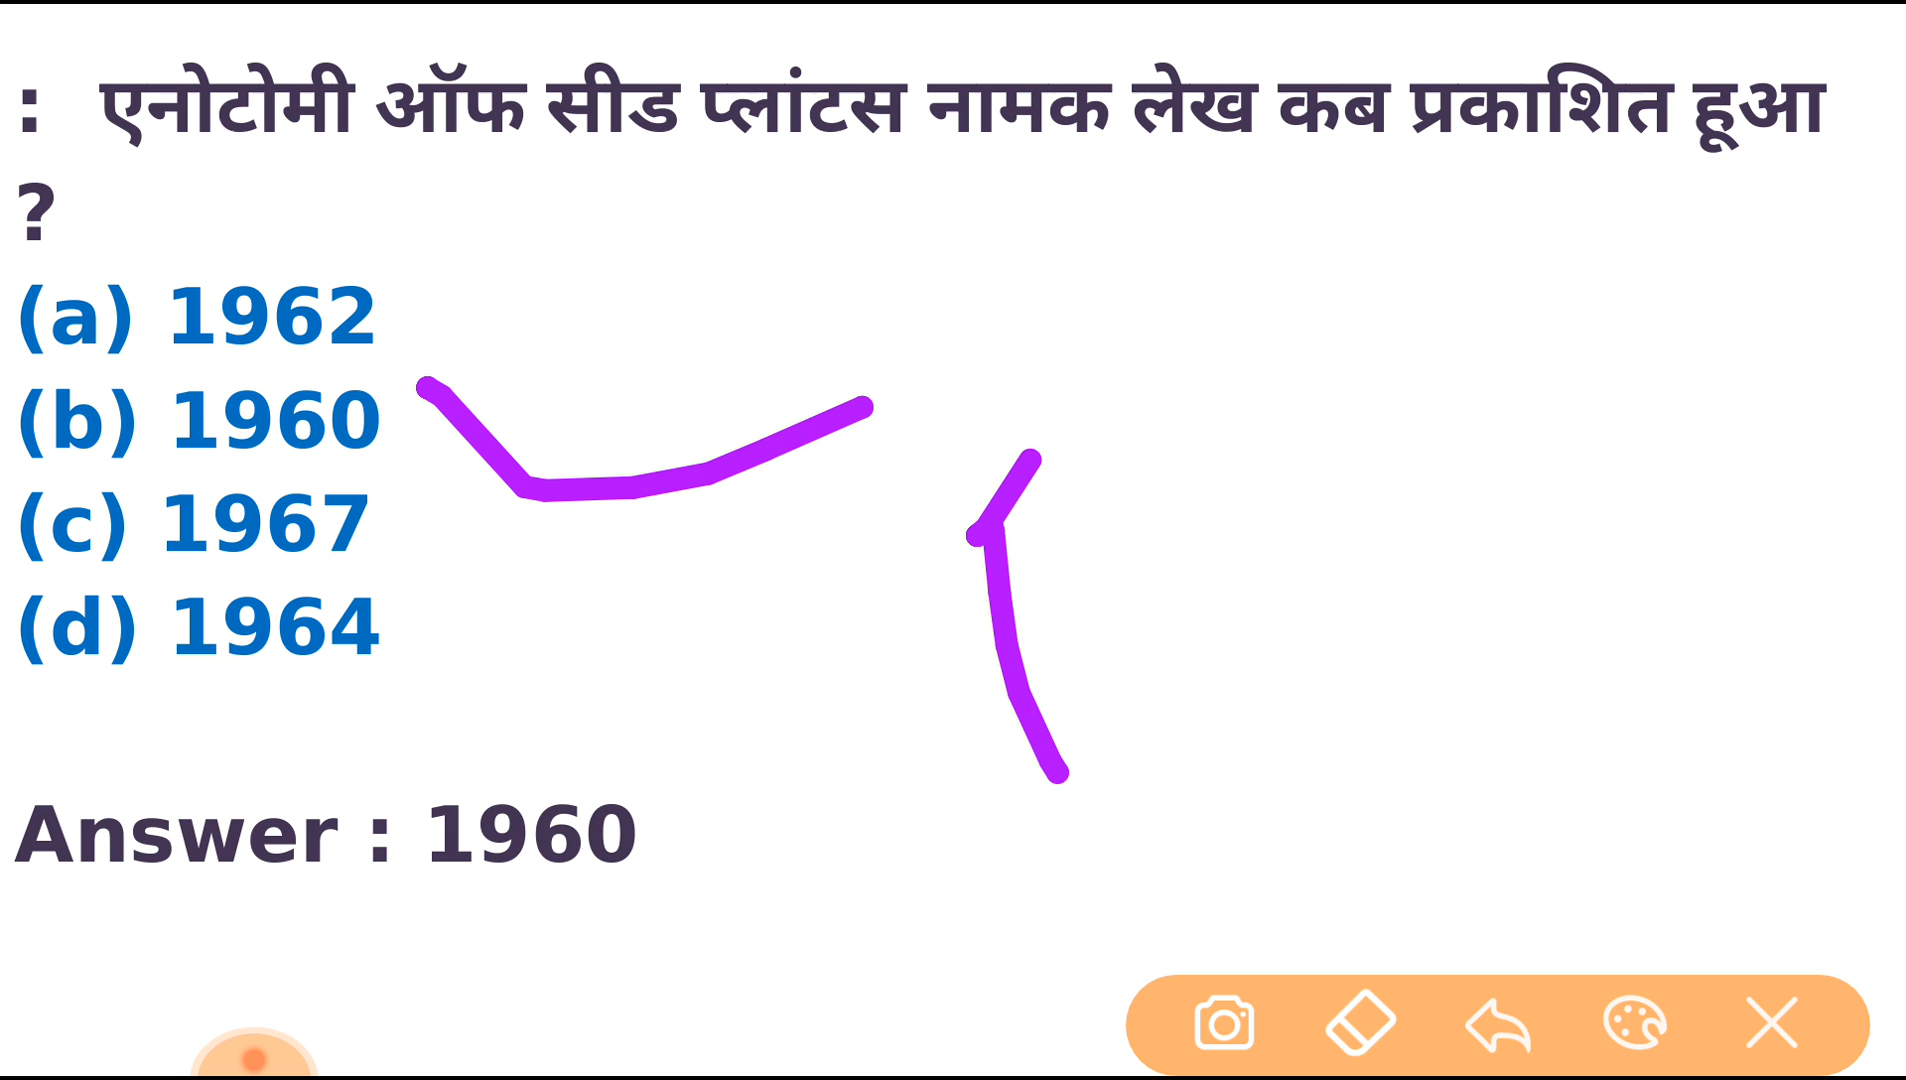 : एनोटोमी ऑफ सीड प्लांटस नामक लेख कब प्रकाशित हूआ
?
(a) 1962
(b) 1960
(c) 1967
(d) 1964
Answer : 1960